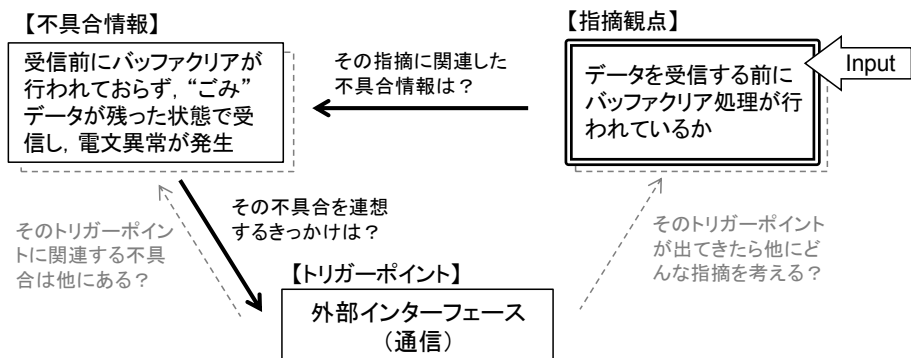 【不具合情報】
受信前にバッファクリアが
行われておらず，“ごみ”
データが残った状態で受
信し，電文異常が発生
その指摘に関連した
不具合情報は？
【指摘観点】
データを受信する前に
バッファクリア処理が行
われているか
Input
そのトリガーポイン
トに関連する不具
合は他にある？
その不具合を連想
するきっかけは？
そのトリガーポイント
が出てきたら他にど
んな指摘を考える？
【トリガーポイント】
外部インターフェース
（通信）